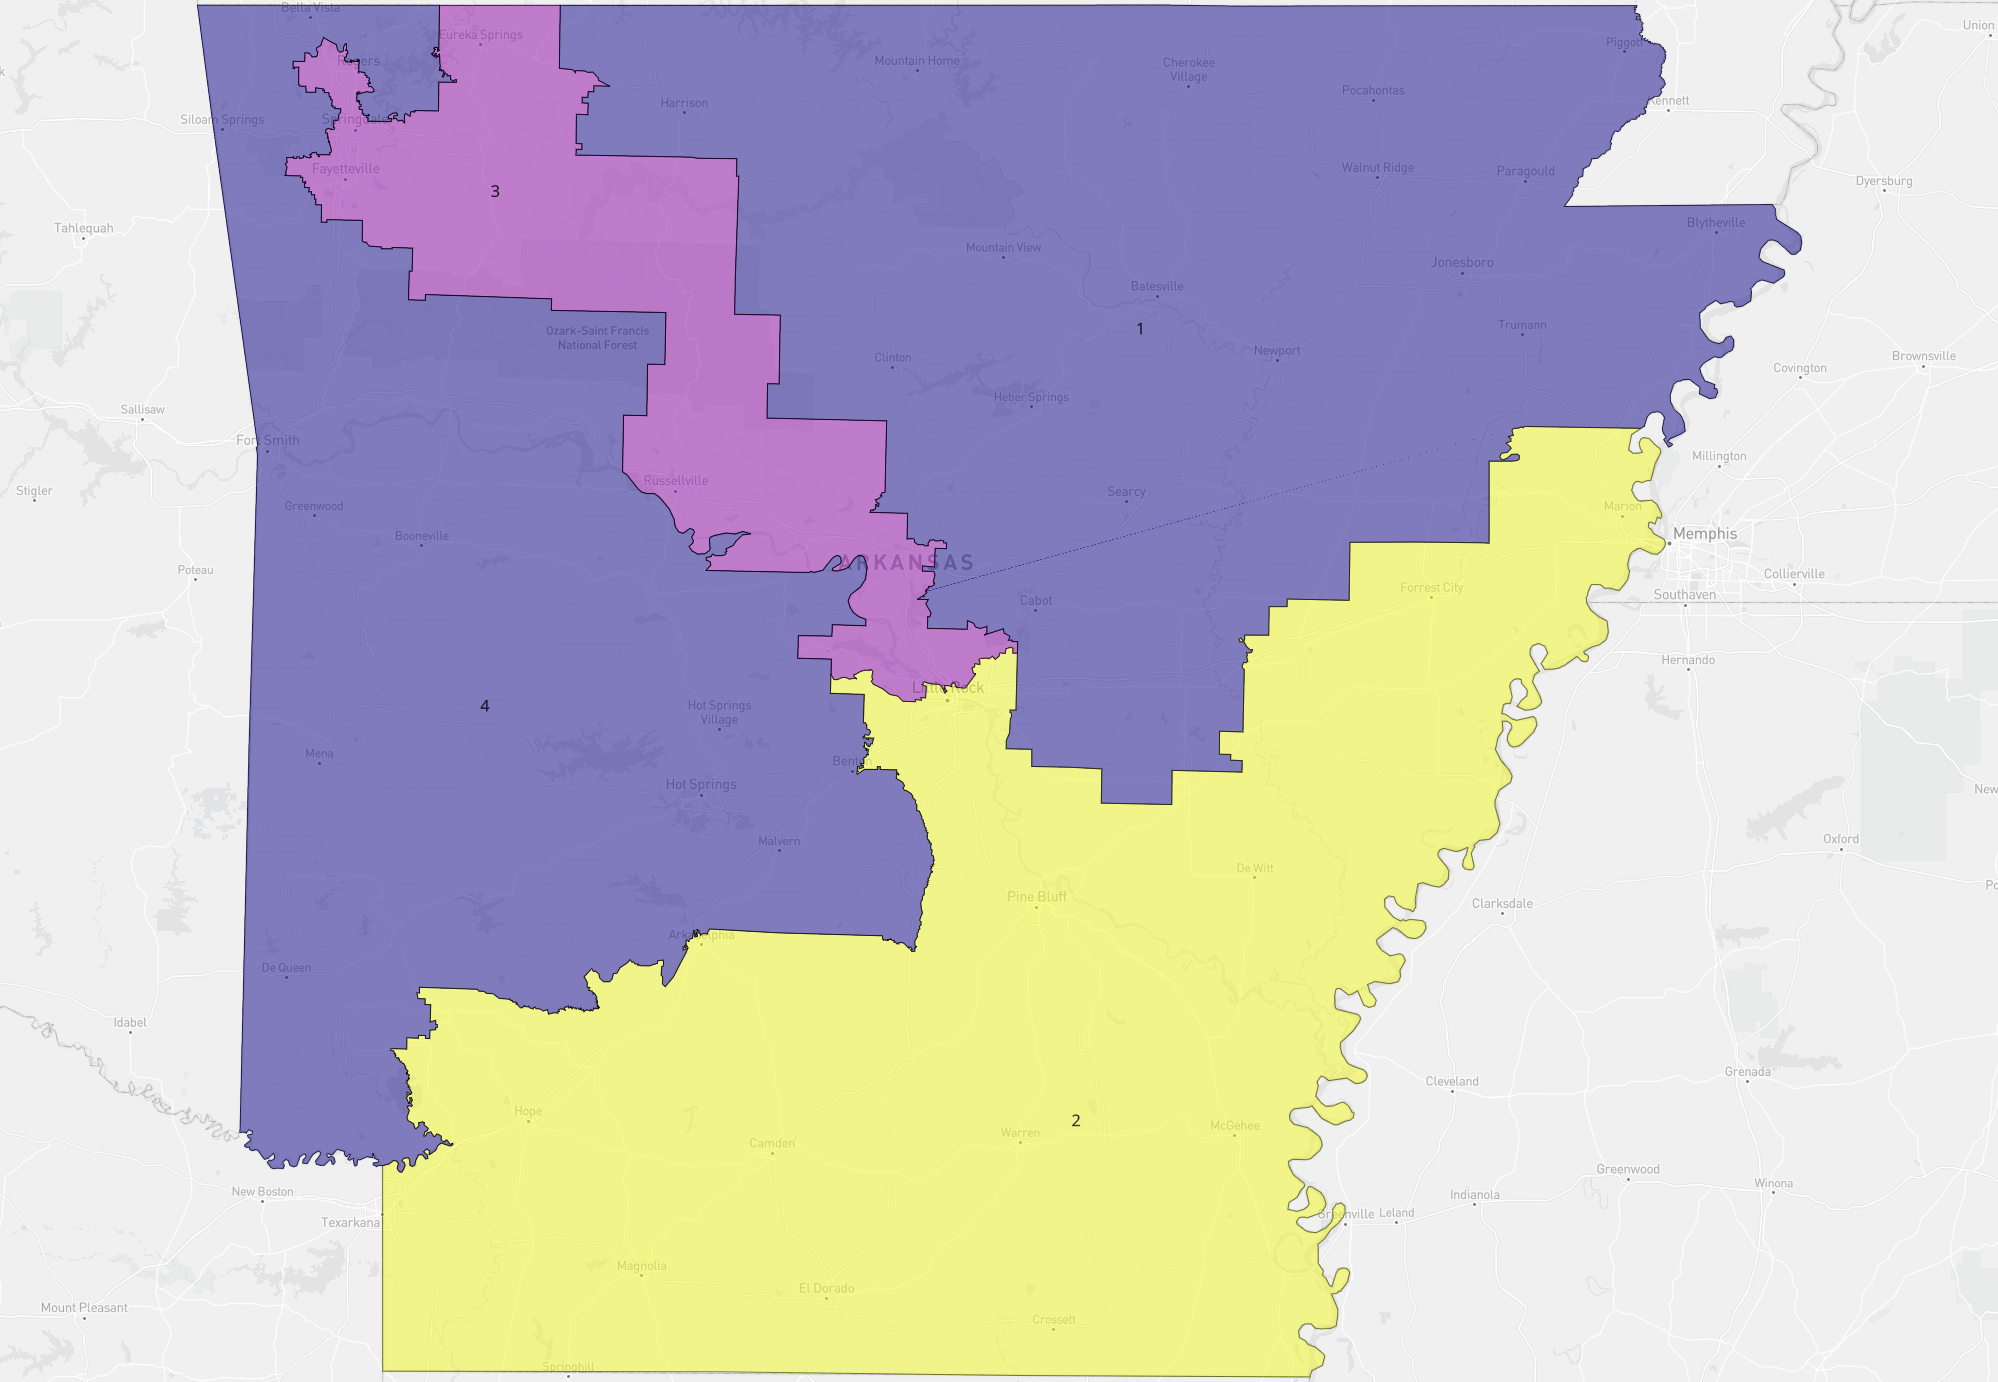 Bella Vista
Eureka Springs
Rogers
Mountain Home
Cherokee
Village
Piggott
Union
Harrison
Pocahontas
Kennett
Siloam Springs
Springdale
Fayetteville
3
Walnut Ridge
Paragould
Dyersburg
Tahlequah
Mountain View
Blytheville
Jonesboro
Batesville
Ozark-Saint Francis
National Forest
1
Trumann
Clinton
Newport
Brownsville
Covington
Heber Springs
Sallisaw
Fort Smith
Millington
Stigler
Russellville
Searcy
Greenwood
Marion
Booneville
Memphis
ARKANSAS
Poteau
Collierville
Cabot
Forrest City
Southaven
Hernando
Little Rock
4
Hot Springs
Village
Mena
Benton
Hot Springs
New
Malvern
Oxford
De Witt
Pine Bluff
Clarksdale
Arkadelphia
De Queen
Idabel
Grenada
Cleveland
Hope
2
McGehee
Warren
Camden
Greenwood
New Boston
Indianola
Winona
Texarkana
Greenville
Leland
Magnolia
El Dorado
Mount Pleasant
Crossett
Springhill